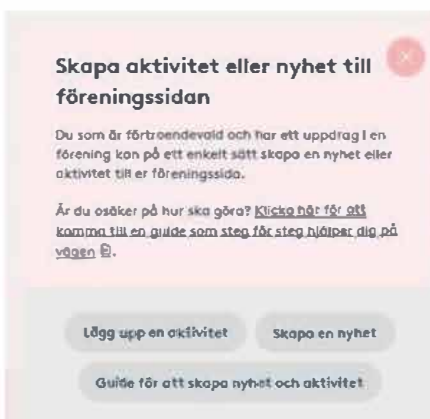 Skapa aktivitet eller nyhet till
föreningssidan
Du som är förtroendevald och har ett uppdrag i en
förening kan på ett enkelt sätt skapa en nyhet eller
aktivitet till er föreningssida.
Är du osäker på hur ska göra? Klicka här för att
komma till en guide som steg för steg hjälper dig på
vägen.
Lägg upp en aktivitet
Skapa en nyhet
Guide för att skapa nyhet och aktivitet